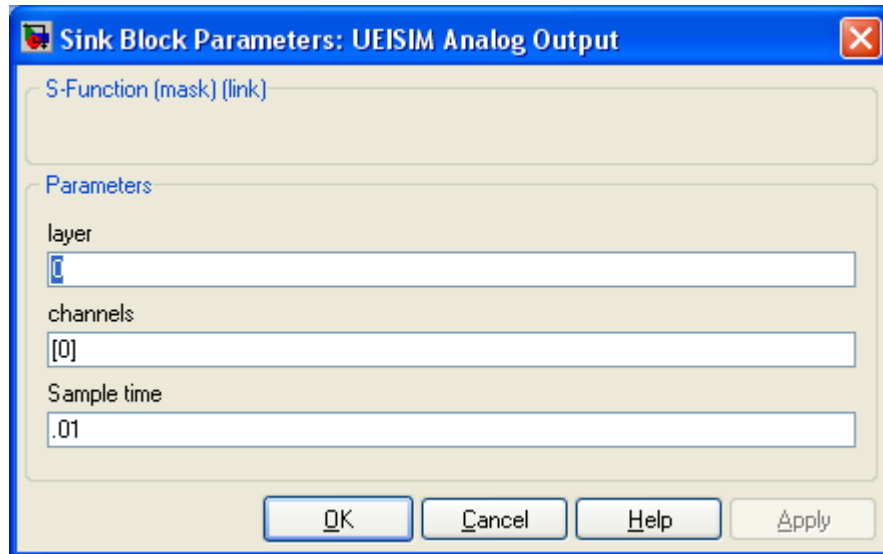 Sink Block Parameters: UEISIM Analog Output
S-Function (mask) (link)
Parameters
layer
0
channels
[0]
Sample time
.01
OK
Cancel
Help
Apply